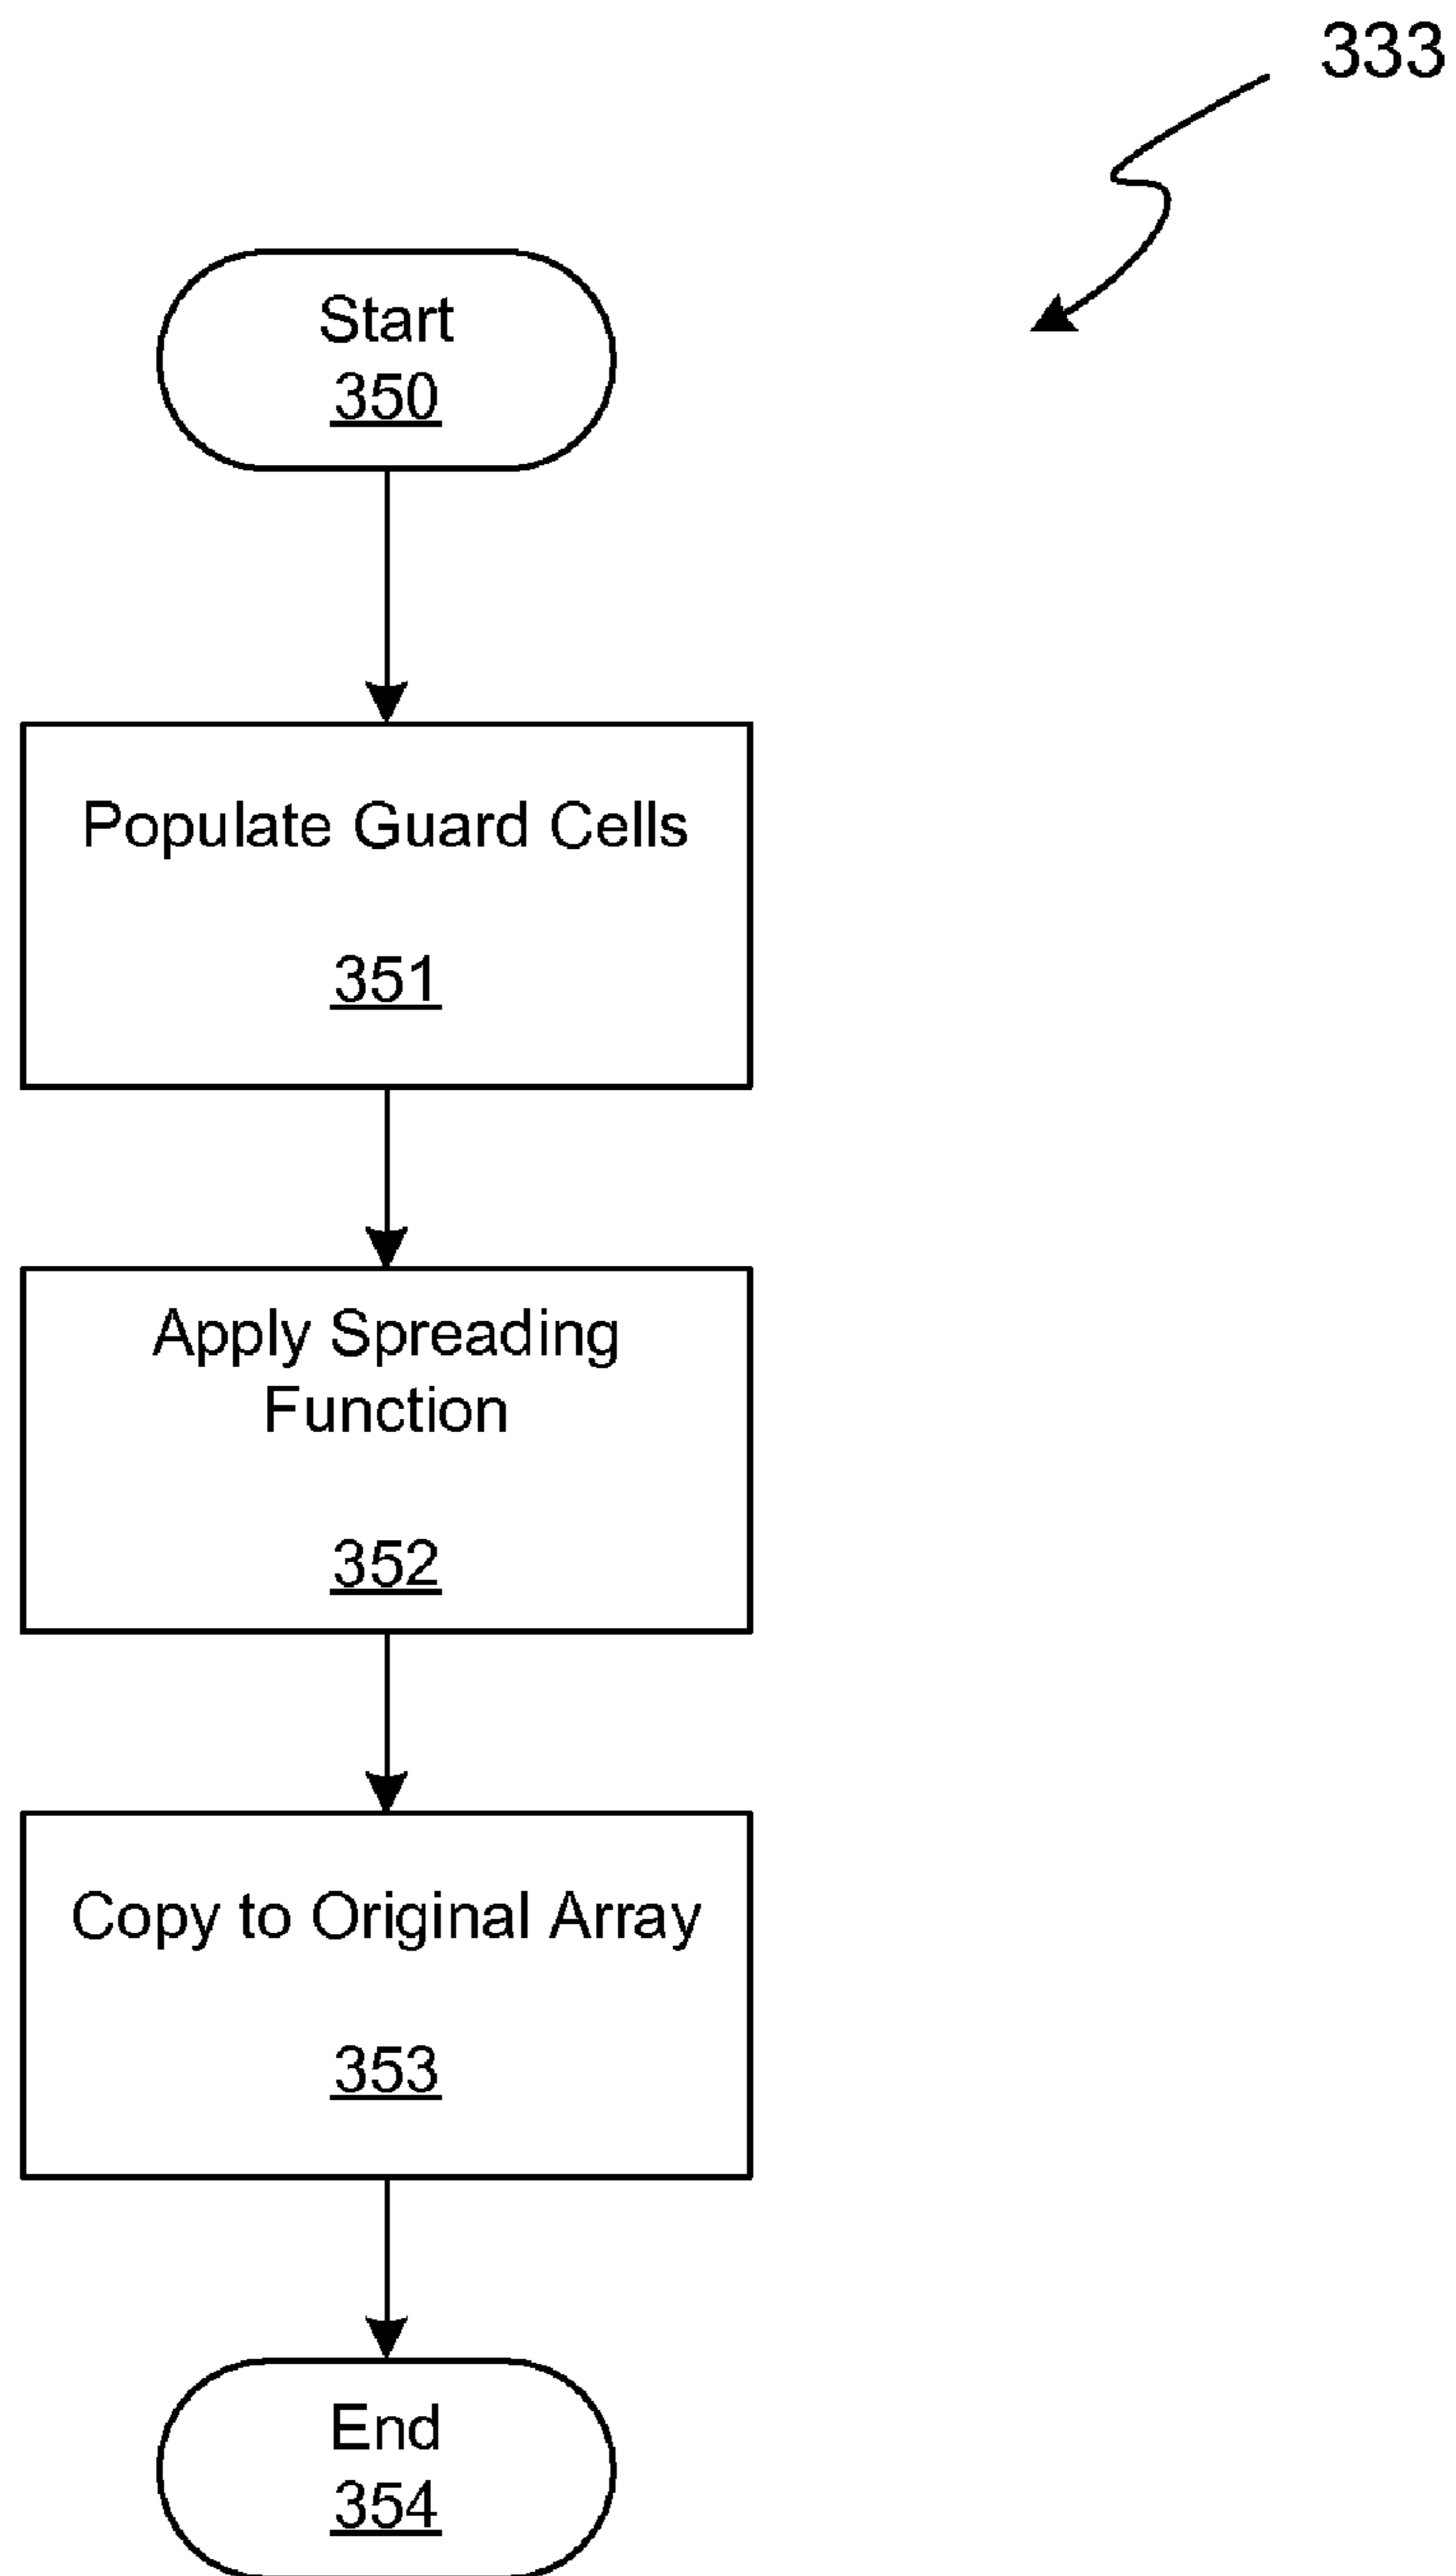 333
Start
350
Populate Guard Cells
351
Apply Spreading
Function
352
Copy to Original Array
353
End
354